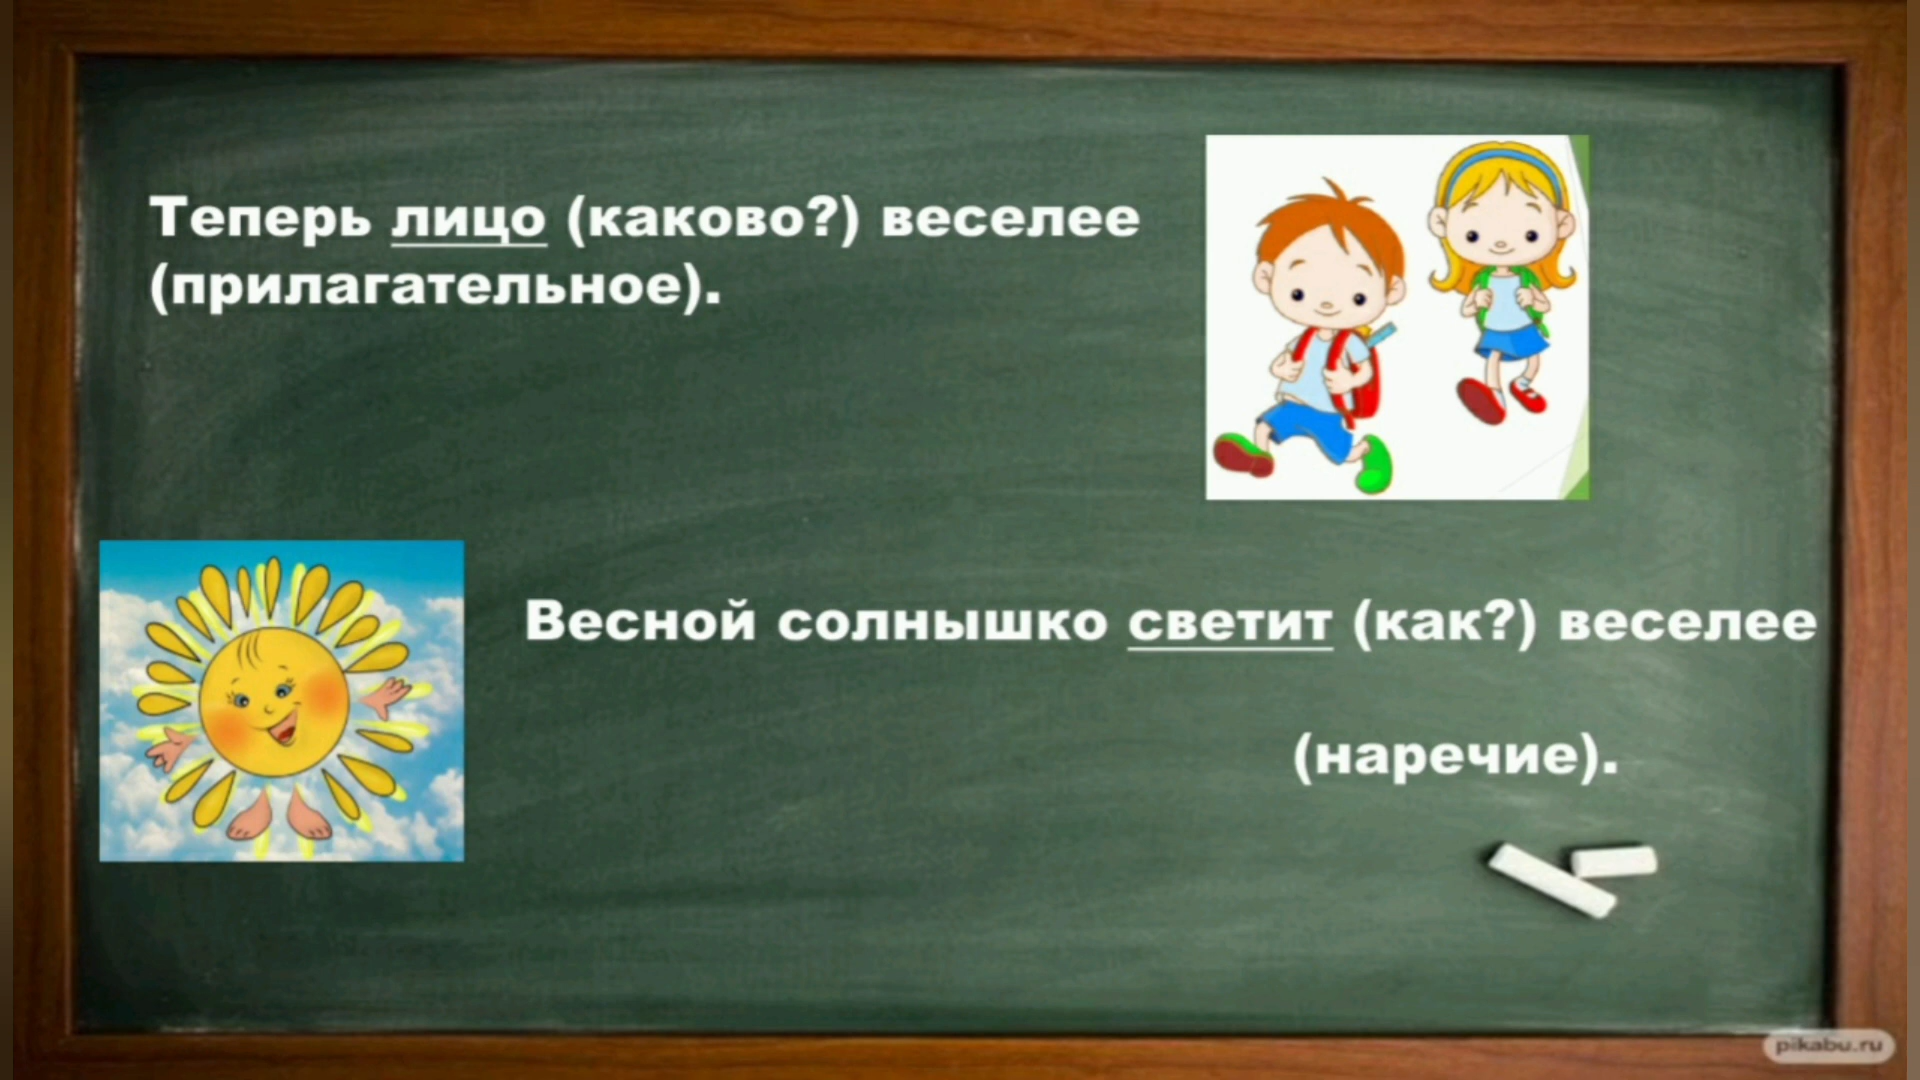 Теперь лицо (каково?) веселее
(прилагательное).
Весной солнышко светит (как?) веселее
(наречие).
pikabu.ru